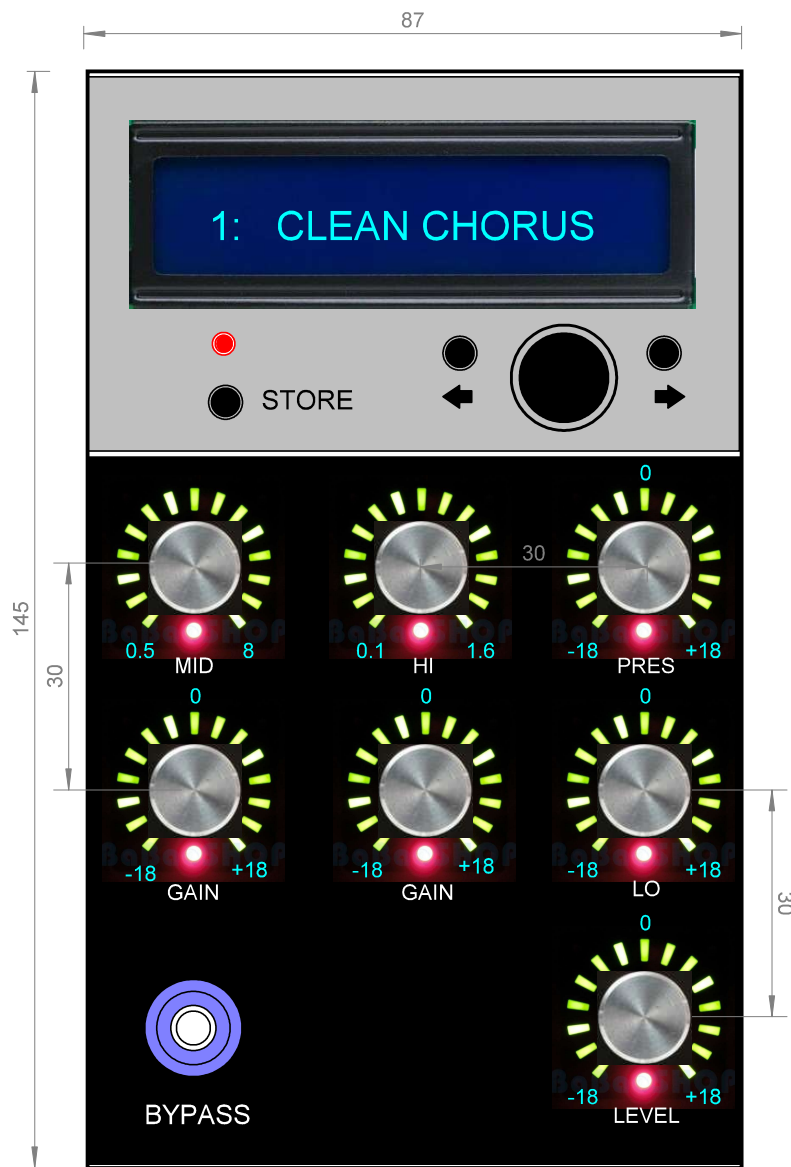 87
1: CLEAN CHORUS
STORE
0
30
145
0.5 8
MID
0.1 1.6
HI
-18 +18
PRES
30
0
0
0
-18 +18
GAIN
-18 +18
GAIN
-18 +18
LO
30
0
-18 +18
LEVEL
BYPASS